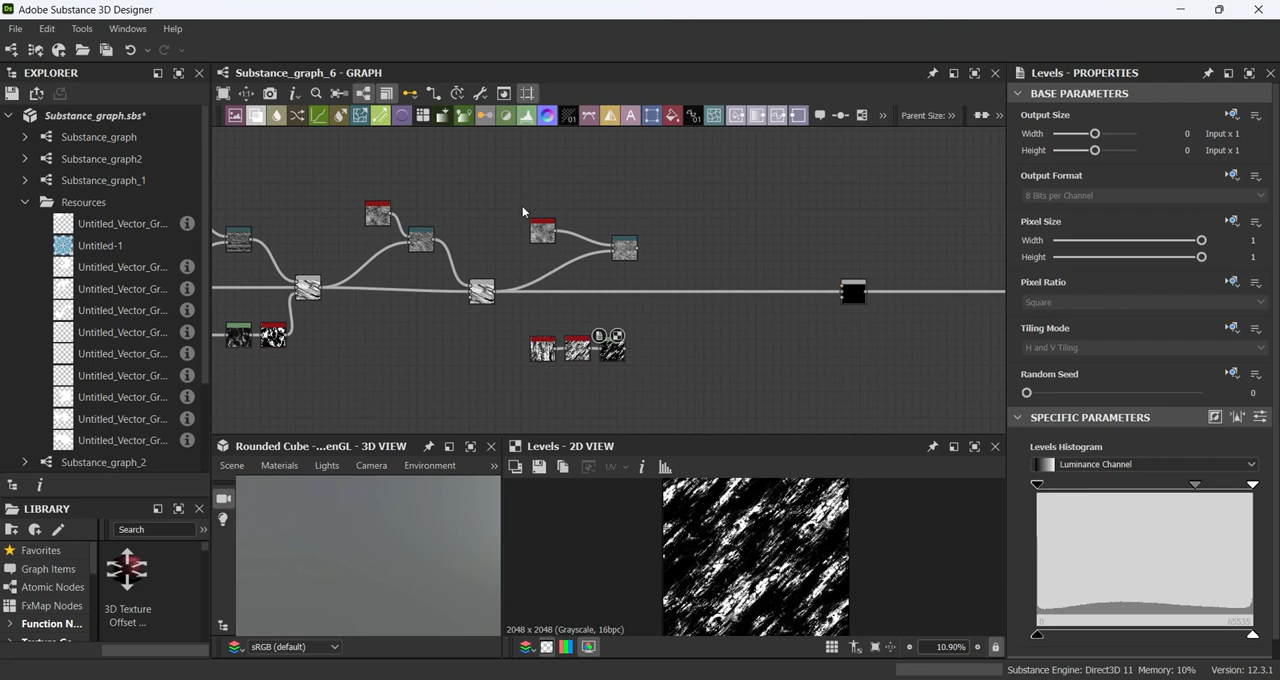 Ds Adobe Substance 3D Designer
File Edit Tools Windows Help
EXPLORER
Substance_graph_6 - GRAPH
Levels - PROPERTIES
Substance_graph.sbs*
Substance_graph
Substance_graph2
Substance_graph_1
Resources
Untitled_Vector_Gr...
Untitled-1
Untitled_Vector_Gr...
Untitled_Vector_Gr...
Untitled_Vector_Gr...
Untitled_Vector_Gr...
Untitled_Vector_Gr...
Untitled_Vector_Gr...
Untitled_Vector_Gr...
Untitled_Vector_Gr...
Untitled_Vector_Gr...
Substance_graph_2
Parent Size: >>
BASE PARAMETERS
Output Size
Width 0 Input x 1
Height 0 Input x 1
Output Format
8 Bits per Channel
Pixel Size
Width 1
Height 1
Pixel Ratio
Square
Tiling Mode
H and V Tiling
Random Seed
0
SPECIFIC PARAMETERS
Levels Histogram
Luminance Channel
0 65535
LIBRARY
Search
Favorites
Graph Items
Atomic Nodes
FxMap Nodes
Function N...
3D Texture
Offset ...
Rounded Cube -...enGL - 3D VIEW
Scene Materials Lights Camera Environment
sRGB (default)
Levels - 2D VIEW
UV
2048 x 2048 (Grayscale, 16bpc)
10.90%
Substance Engine: Direct3D 11 Memory: 10% Version: 12.3.1